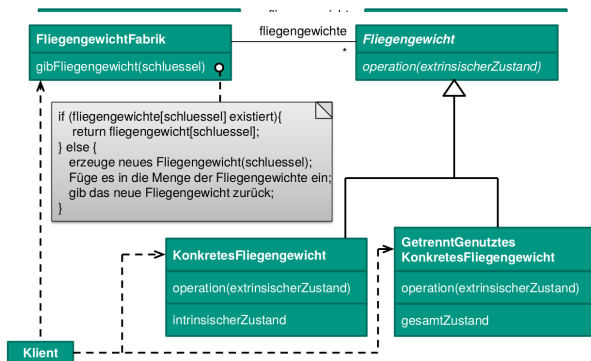 FliegengewichtFabrik
gibFliegengewicht(schluessel)
fliegengewichte
*
Fliegengewicht
operation(extrinsischerZustand)
if (fliegengewichte[schluessel] existiert){
return fliegengewicht[schluessel];
} else {
erzeuge neues Fliegengewicht(schluessel);
Füge es in die Menge der Fliegengewichte ein;
gib das neue Fliegengewicht zurück;
}
KonkretesFliegengewicht
operation(extrinsischerZustand)
intrinsischerZustand
GetrenntGenutztes
KonkretesFliegengewicht
operation(extrinsischerZustand)
gesamtZustand
Klient